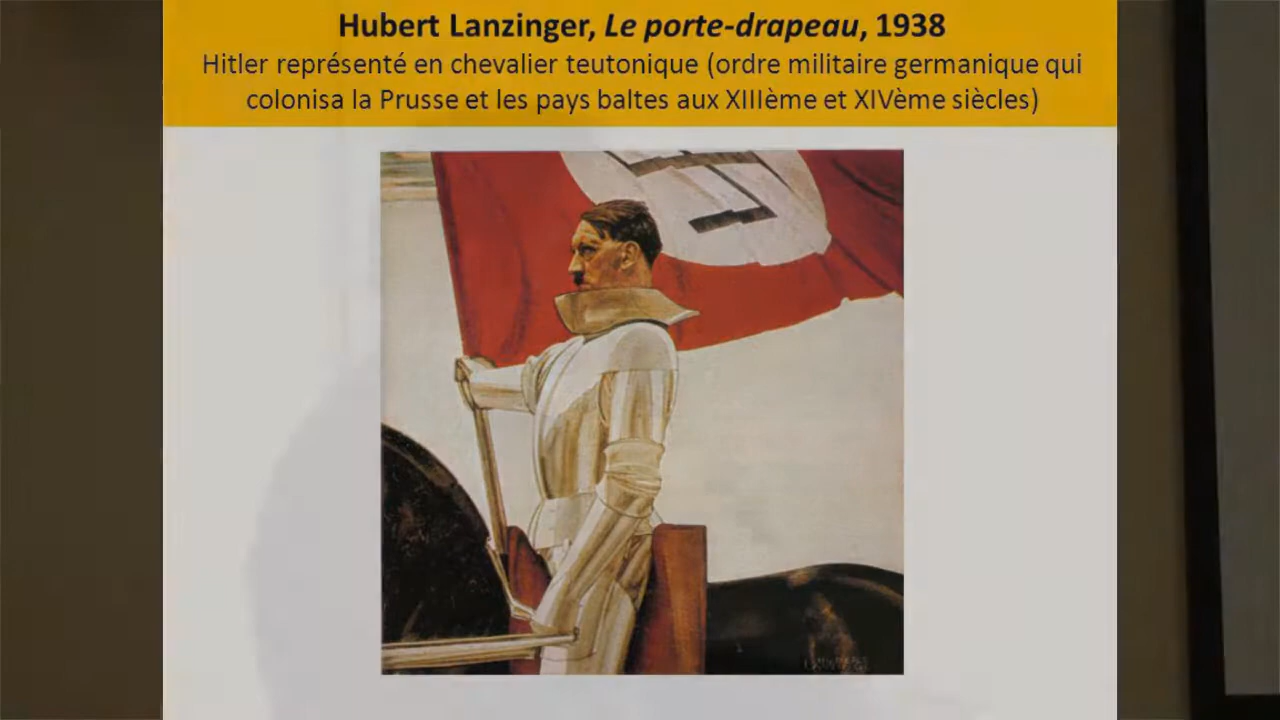 Hubert Lanzinger, Le porte-drapeau, 1938
Hitler représenté en chevalier teutonique (ordre militaire germanique qui
colonisa la Prusse et les pays baltes aux XIIIème et XIVème siècles)